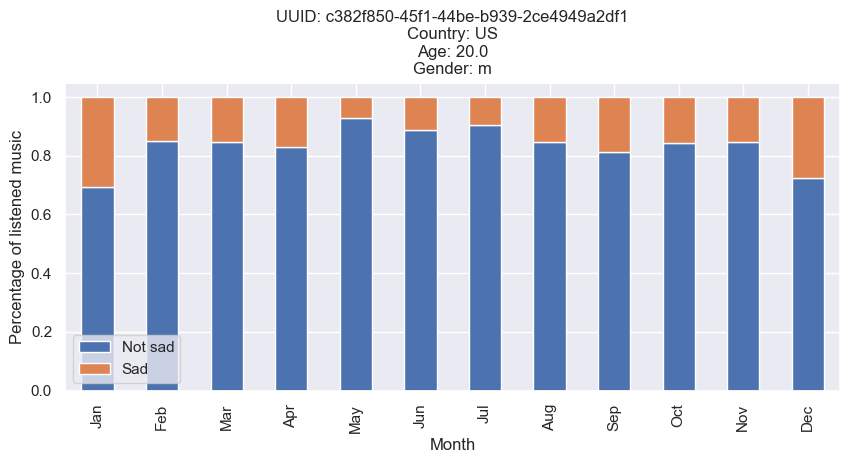 UUID: c382f850-45f1-44be-b939-2ce4949a2df1
Country: US
Age: 20.0
Gender: m
Percentage of listened music
1.0
0.8
0.6
0.4
0.2
0.0
Not sad
Sad
Jan
Feb
Mar
Apr
May
Jun
Jul
Aug
Sep
Oct
Nov
Dec
Month